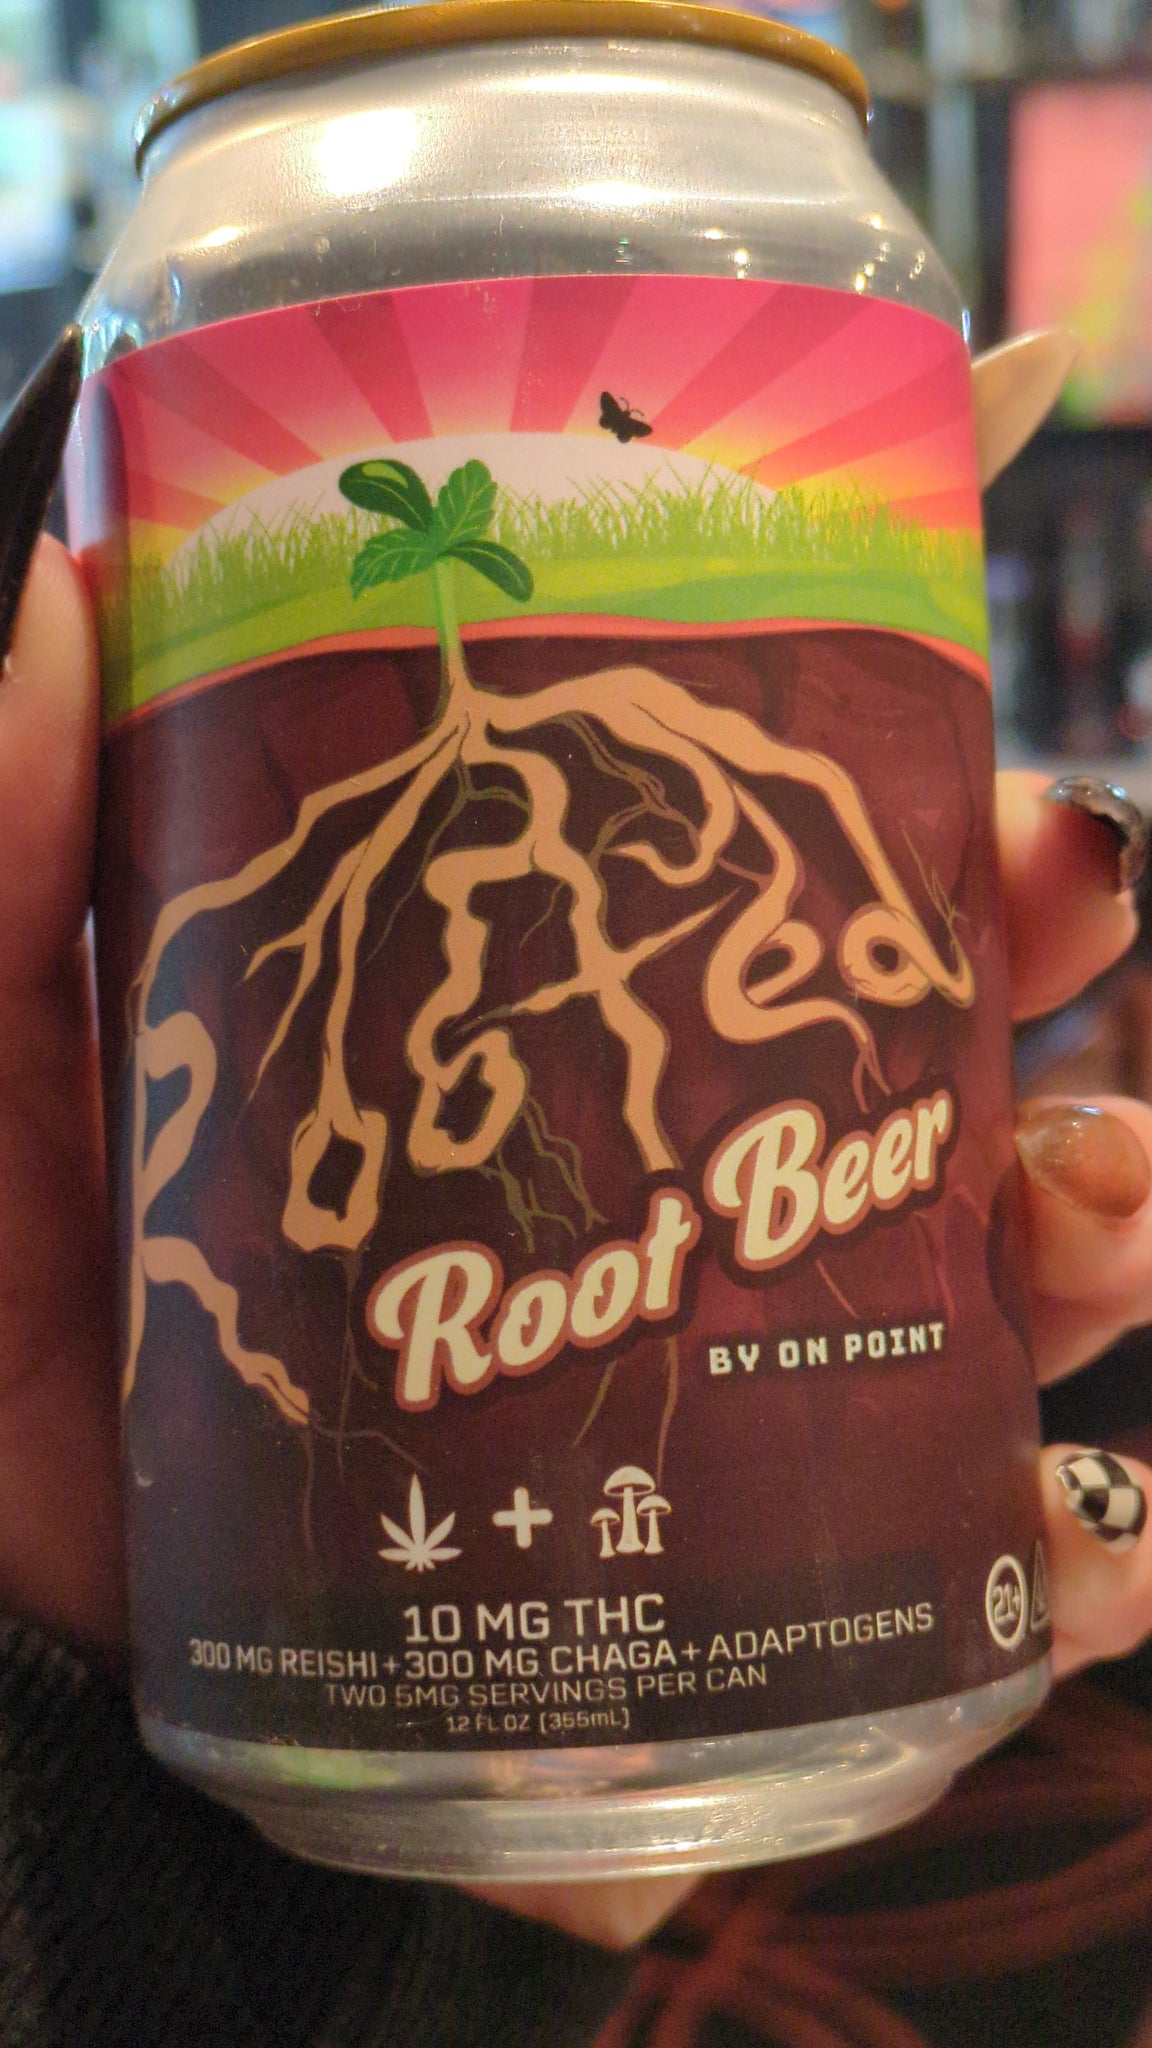 Rooted
Root Beer
BY ON POINT
10 MG THC
300 MG REISHI+300 MG CHAGA+ADAPTOGENS
TWO 5MG SERVINGS PER CAN
12 FL OZ [355mL]
21+